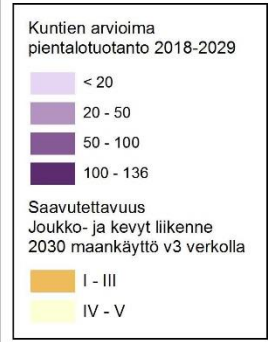 Kuntien arvioima
pientalotuotanto 2018-2029
< 20
20 - 50
50 - 100
100 - 136
Saavutettavuus
Joukko- ja kevyt liikenne
2030 maankäyttö v3 verkolla
I - III
IV - V